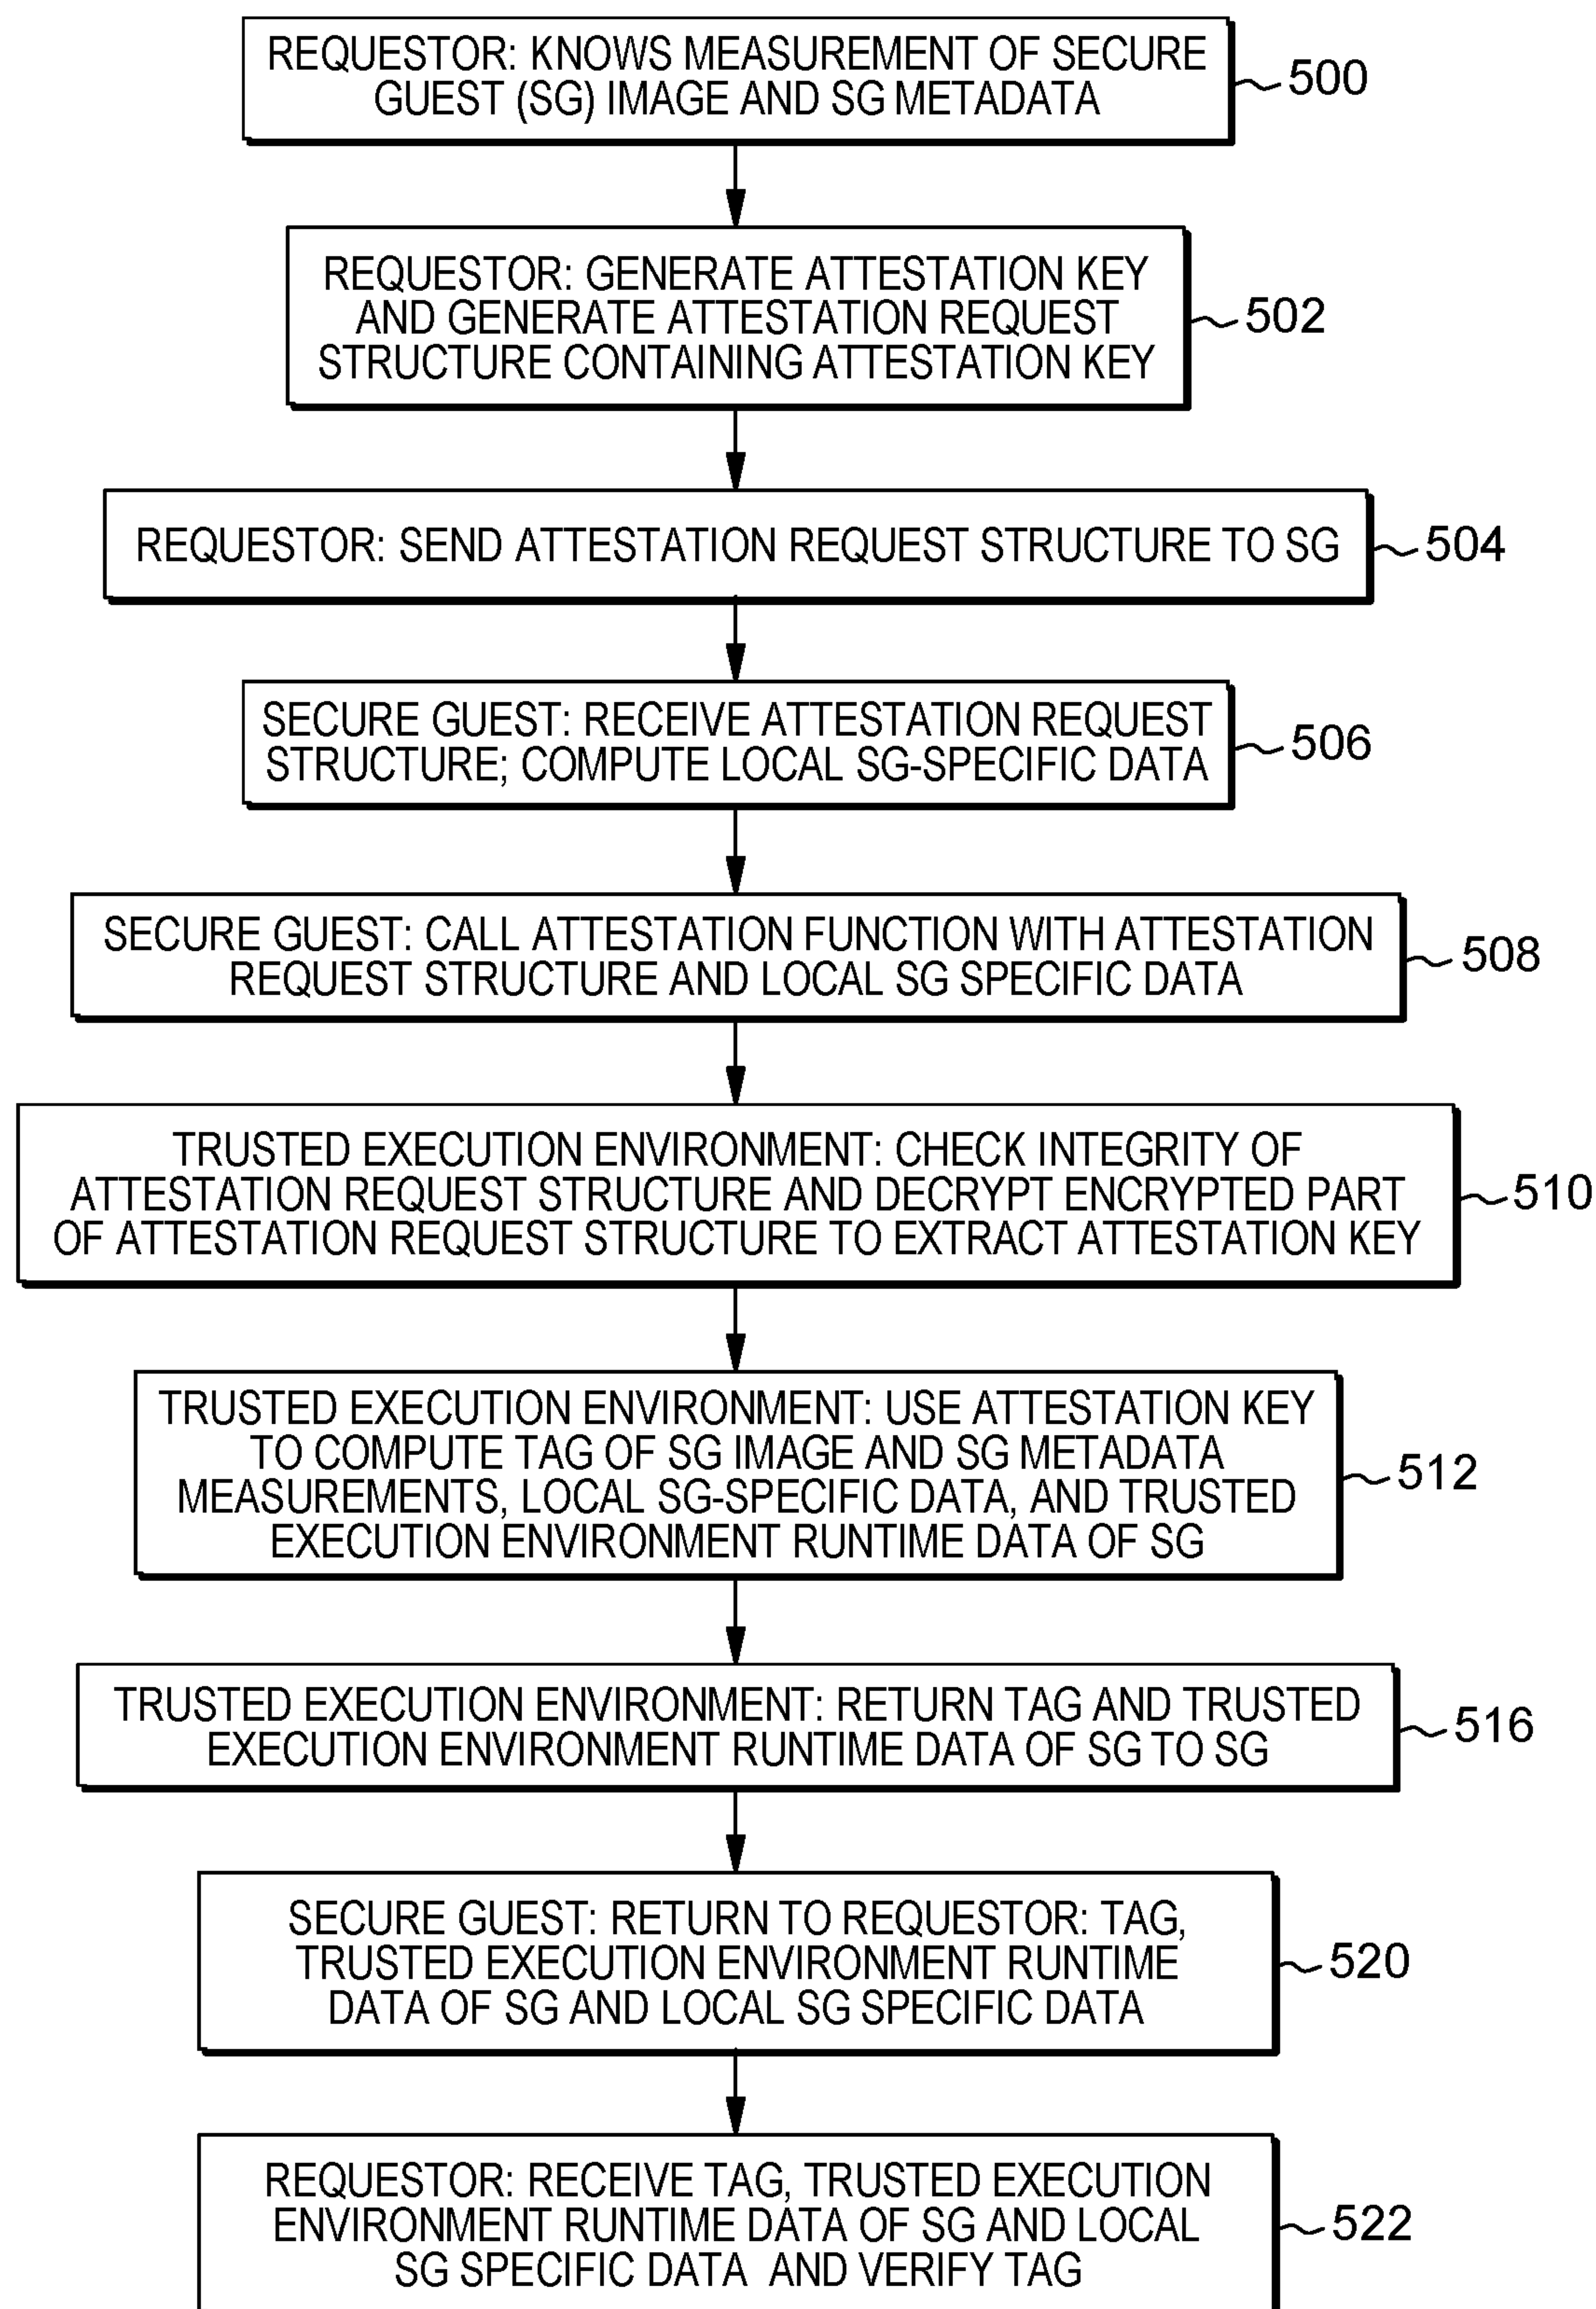 REQUESTOR: KNOWS MEASUREMENT OF SECURE
GUEST (SG) IMAGE AND SG METADATA
500
REQUESTOR: GENERATE ATTESTATION KEY
AND GENERATE ATTESTATION REQUEST
STRUCTURE CONTAINING ATTESTATION KEY
502
REQUESTOR: SEND ATTESTATION REQUEST STRUCTURE TO SG
504
SECURE GUEST: RECEIVE ATTESTATION REQUEST
STRUCTURE; COMPUTE LOCAL SG-SPECIFIC DATA
506
SECURE GUEST: CALL ATTESTATION FUNCTION WITH ATTESTATION
REQUEST STRUCTURE AND LOCAL SG SPECIFIC DATA
508
TRUSTED EXECUTION ENVIRONMENT: CHECK INTEGRITY OF
ATTESTATION REQUEST STRUCTURE AND DECRYPT ENCRYPTED PART
OF ATTESTATION REQUEST STRUCTURE TO EXTRACT ATTESTATION KEY
510
TRUSTED EXECUTION ENVIRONMENT: USE ATTESTATION KEY
TO COMPUTE TAG OF SG IMAGE AND SG METADATA
MEASUREMENTS, LOCAL SG-SPECIFIC DATA, AND TRUSTED
EXECUTION ENVIRONMENT RUNTIME DATA OF SG
512
TRUSTED EXECUTION ENVIRONMENT: RETURN TAG AND TRUSTED
EXECUTION ENVIRONMENT RUNTIME DATA OF SG TO SG
516
SECURE GUEST: RETURN TO REQUESTOR: TAG,
TRUSTED EXECUTION ENVIRONMENT RUNTIME
DATA OF SG AND LOCAL SG SPECIFIC DATA
520
REQUESTOR: RECEIVE TAG, TRUSTED EXECUTION
ENVIRONMENT RUNTIME DATA OF SG AND LOCAL
SG SPECIFIC DATA AND VERIFY TAG
522